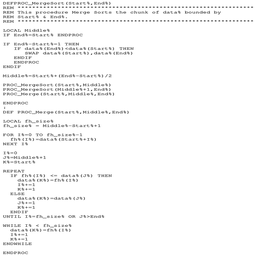 DEFPROC_MergeSort(Start%,End%)
REM *****************************************************************
REM This procedure Merge Sorts the chunk of data% bounded by
REM Start% & End%.
REM *****************************************************************
LOCAL Middle%
IF End%=Start% ENDPROC
IF End%-Start%=1 THEN
IF data%(End%)<data%(Start%) THEN
SWAP data%(Start%),data%(End%)
ENDIF
ENDPROC
ENDIF
Middle%=Start%+(End%-Start%)/2
PROC_MergeSort(Start%,Middle%)
PROC_MergeSort(Middle%+1,End%)
PROC_Merge(Start%,Middle%,End%)
ENDPROC
DEF PROC_Merge(Start%,Middle%,End%)
LOCAL fh_size%
fh_size% = Middle%-Start%+1
FOR I%=0 TO fh_size%-1
fh%(I%)=data%(Start%+I%)
NEXT I%
I%=0
J%=Middle%+1
K%=Start%
REPEAT
IF fh%(I%) <= data%(J%) THEN
data%(K%)=fh%(I%)
I%+=1
K%+=1
ELSE
data%(K%)=data%(J%)
J%+=1
K%+=1
ENDIF
UNTIL I%=fh_size% OR J%>End%
WHILE I% < fh_size%
data%(K%)=fh%(I%)
I%+=1
K%+=1
ENDWHILE
ENDPROC